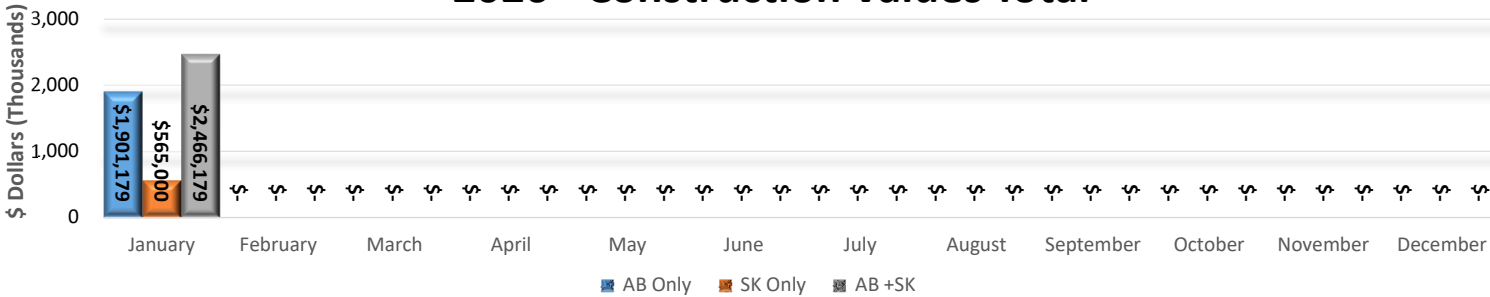 Construction Values Total
$ Dollars (Thousands)
3,000
2,000
1,000
0
$1,901,179
$565,000
$2,466,179
$- $- $- $- $- $- $- $- $- $- $- $- $- $- $- $- $- $- $- $- $- $- $- $- $- $- $- $- $- $- $- $- $-
January February March April May June July August September October November December
AB Only SK Only AB +SK